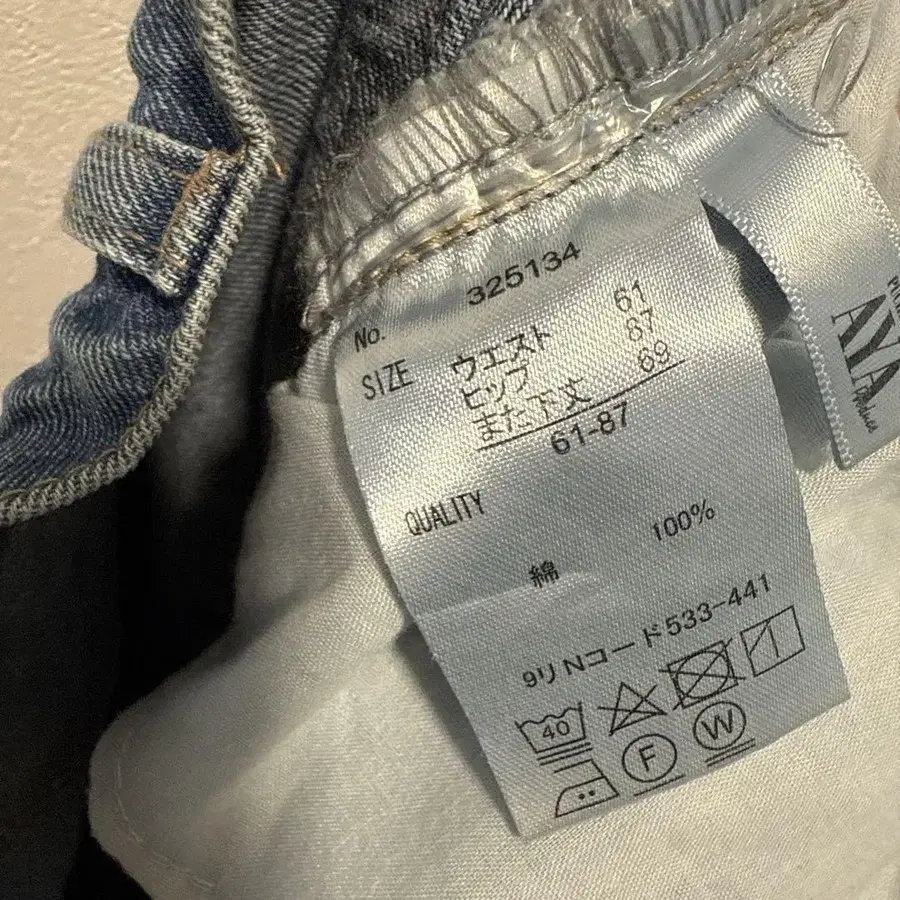 No. 325134
SIZE ウエスト 61
ヒップ 87
また下丈 69
61-87
QUALITY
綿 100%
9リNコード533-441
40
F
W
AYA